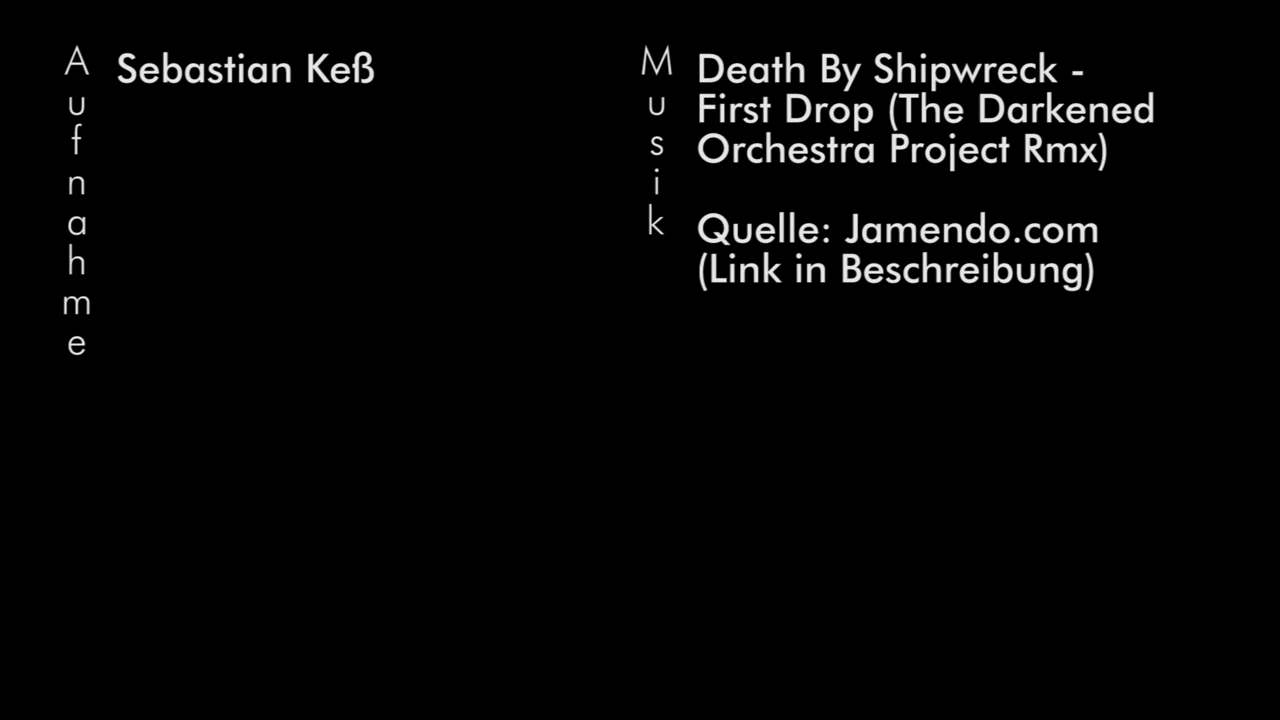 Aufnahme
Sebastian Keß
Musik
Death By Shipwreck -
First Drop (The Darkened
Orchestra Project Rmx)
Quelle: Jamendo.com
(Link in Beschreibung)